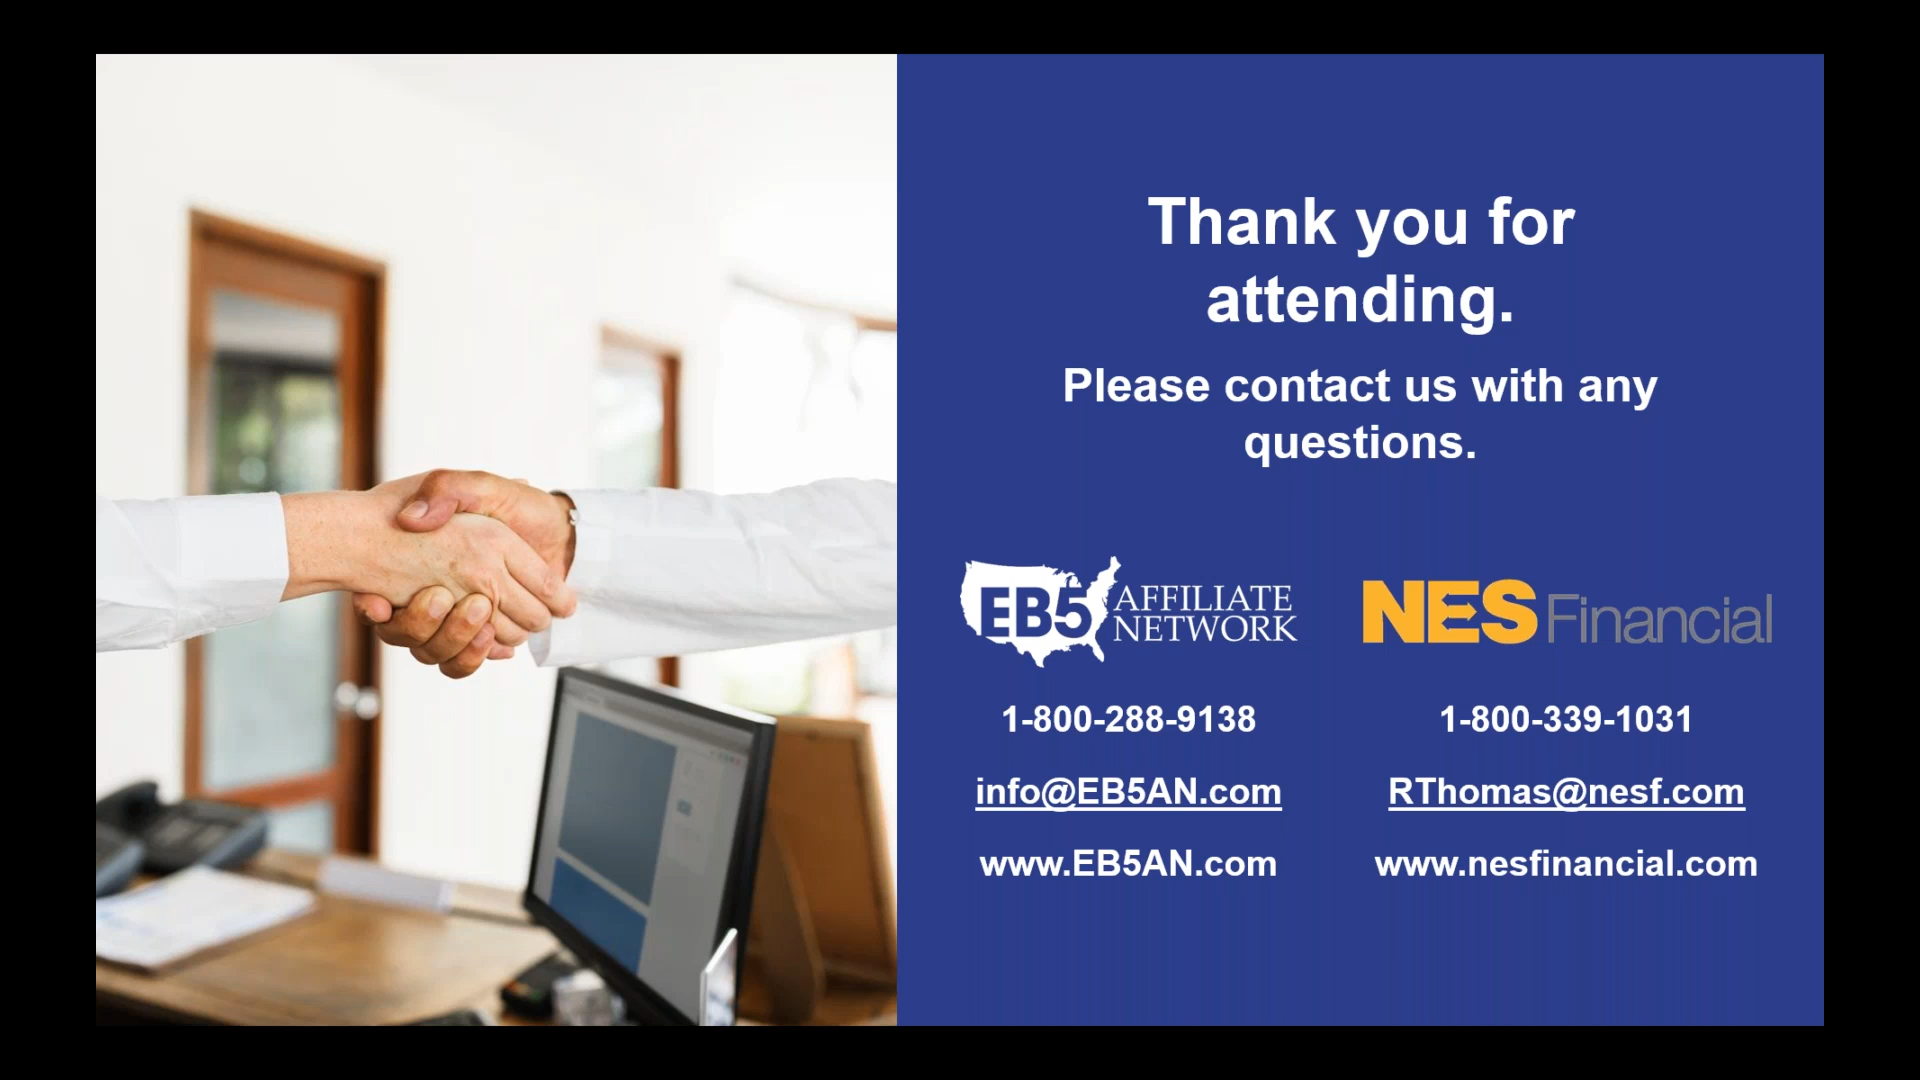 Thank you for
attending.
Please contact us with any
questions.
EB5 AFFILIATE
NETWORK
NES Financial
1-800-288-9138
1-800-339-1031
info@EB5AN.com
RThomas@nesf.com
www.EB5AN.com
www.nesfinancial.com